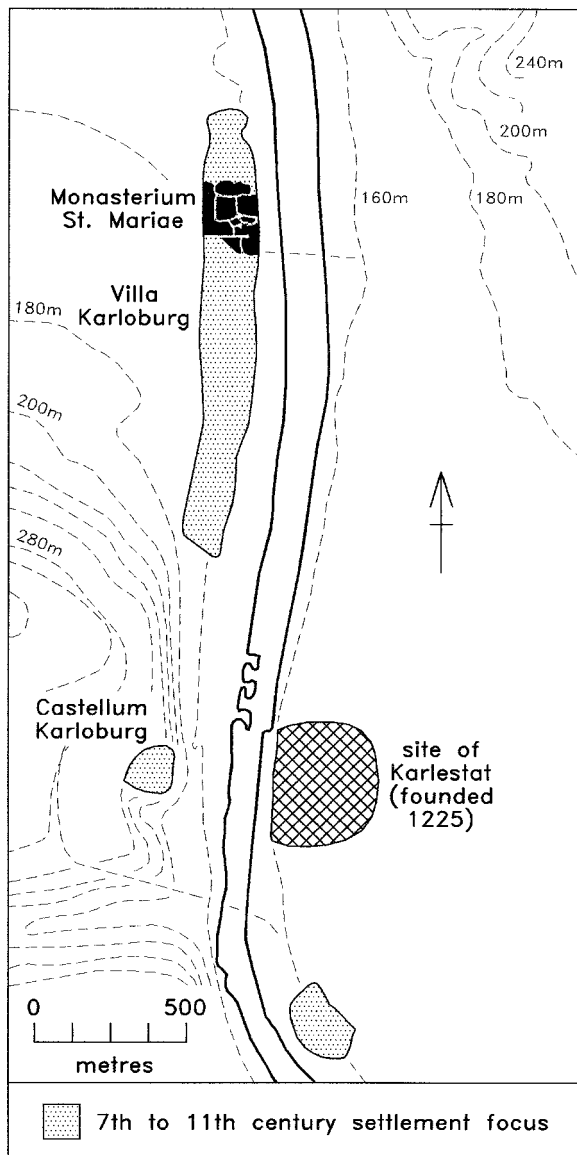 240m
200m
160m
180m
Monasterium
St. Mariae
Villa
Karloburg
180m
200m
280m
Castellum
Karloburg
site of
Karlestat
(founded
1225)
0 500
metres
7th to 11th century settlement focus